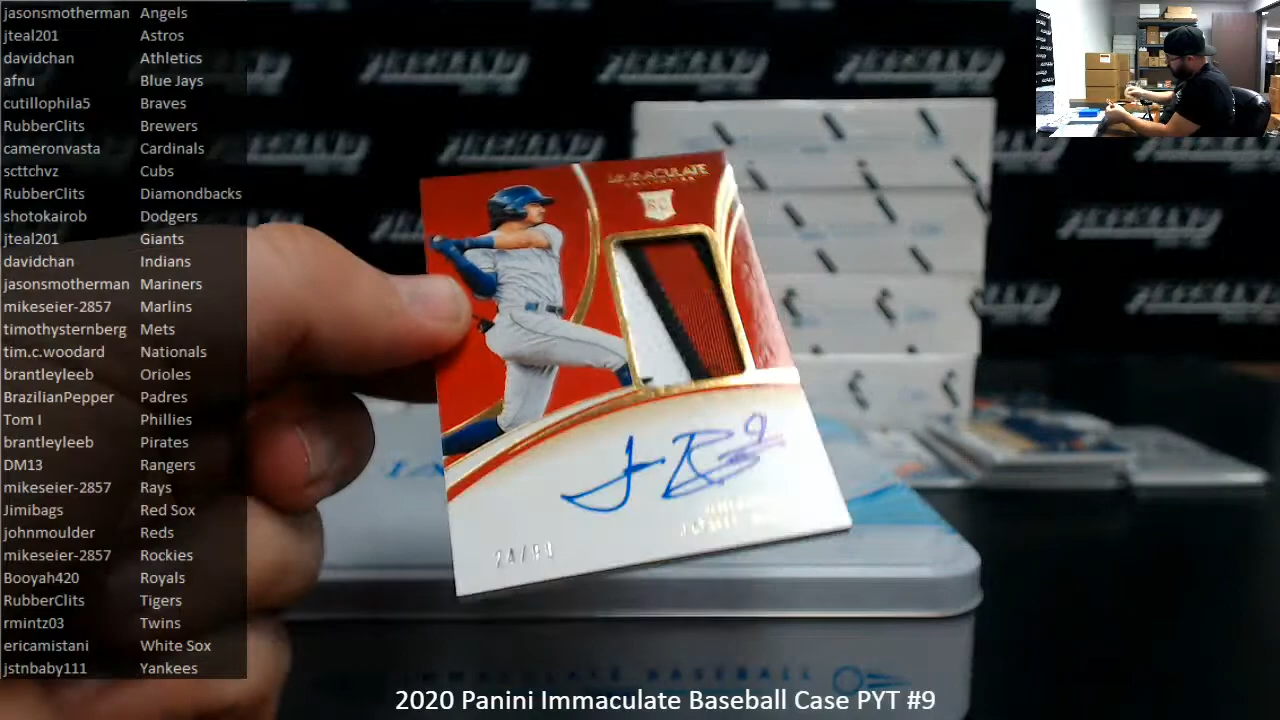 jasonsmotherman Angels
jteal201 Astros
davidchan Athletics
afnu Blue Jays
cutillophila5 Braves
RubberClits Brewers
cameronvasta Cardinals
scttchvz Cubs
RubberClits Diamondbacks
shotokairob Dodgers
jteal201 Giants
davidchan Indians
jasonsmotherman Mariners
mikeseier-2857 Marlins
timothysternberg Mets
tim.c.woodard Nationals
brantleyleeb Orioles
BrazilianPepper Padres
Tom I Phillies
brantleyleeb Pirates
DM13 Rangers
mikeseier-2857 Rays
Jimibags Red Sox
johnmoulder Reds
mikeseier-2857 Rockies
Booyah420 Royals
RubberClits Tigers
rmintz03 Twins
ericamistani White Sox
jstnbaby111 Yankees
IMMACULATE
COLLECTION
RC
IMMACULATE BASEBALL
2020 Panini Immaculate Baseball Case PYT #9